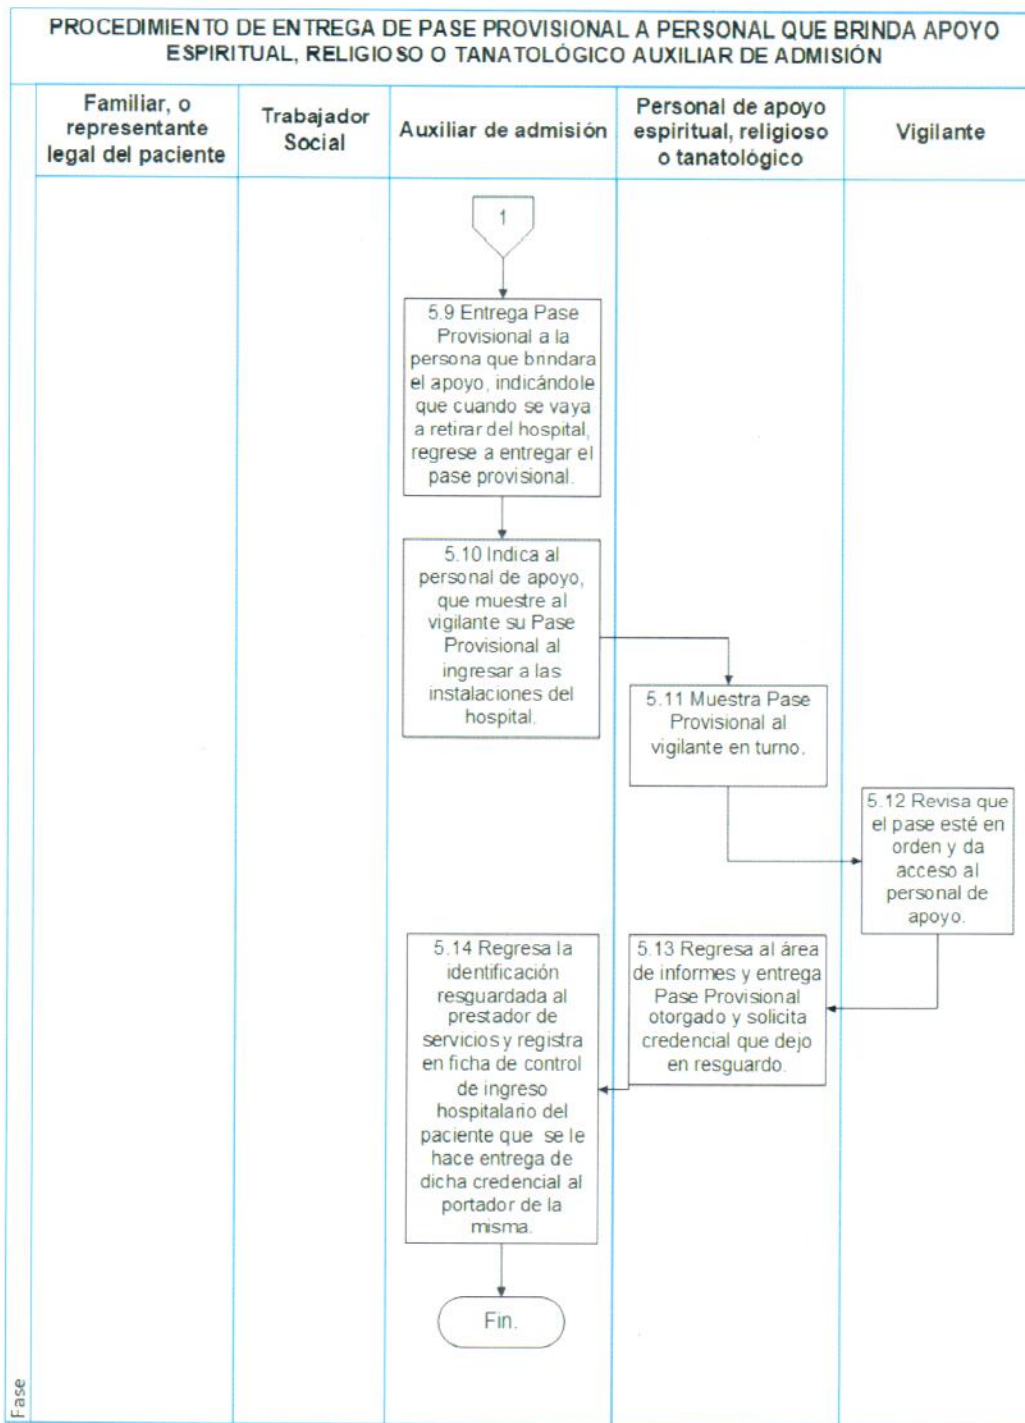 PROCEDIMIENTO DE ENTREGA DE PASE PROVISIONAL A PERSONAL QUE BRINDA APOYO
ESPIRITUAL, RELIGIOSO O TANATOLÓGICO AUXILIAR DE ADMISIÓN
Familiar, o
representante
legal del paciente
Trabajador
Social
Auxiliar de admisión
Personal de apoyo
espiritual, religioso
o tanatológico
Vigilante
1
5.9 Entrega Pase
Provisional a la
persona que brindara
el apoyo, indicándole
que cuando se vaya
a retirar del hospital,
regrese a entregar el
pase provisional.
5.10 Indica al
personal de apoyo,
que muestre al
vigilante su Pase
Provisional al
ingresar a las
instalaciones del
hospital.
5.11 Muestra Pase
Provisional al
vigilante en turno.
5.12 Revisa que
el pase esté en
orden y da
acceso al
personal de
apoyo.
5.13 Regresa al área
de informes y entrega
Pase Provisional
otorgado y solicita
credencial que dejo
en resguardo.
5.14 Regresa la
identificación
resguardada al
prestador de
servicios y registra
en ficha de control
de ingreso
hospitalario del
paciente que se le
hace entrega de
dicha credencial al
portador de la
misma.
Fin.
Fase